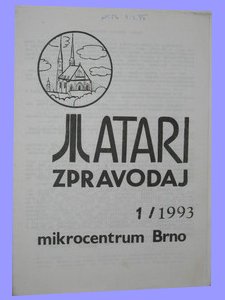 ATARI
ZPRAVODAJ
1/1993
mikrocentrum Brno